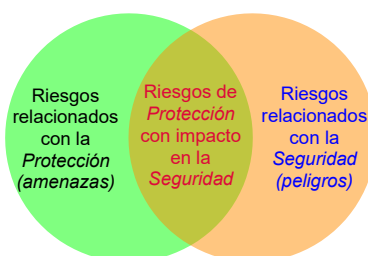 Riesgos
relacionados
con la
Protección
(amenazas)
Riesgos de
Protección
con impacto
en la
Seguridad
Riesgos
relacionados
con la
Seguridad
(peligros)